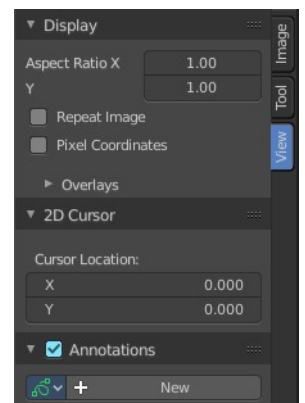 Display
Aspect Ratio X 1.00
Y 1.00
Repeat Image
Pixel Coordinates
Overlays
2D Cursor
Cursor Location:
X 0.000
Y 0.000
Annotations
New
Image
Tool
View